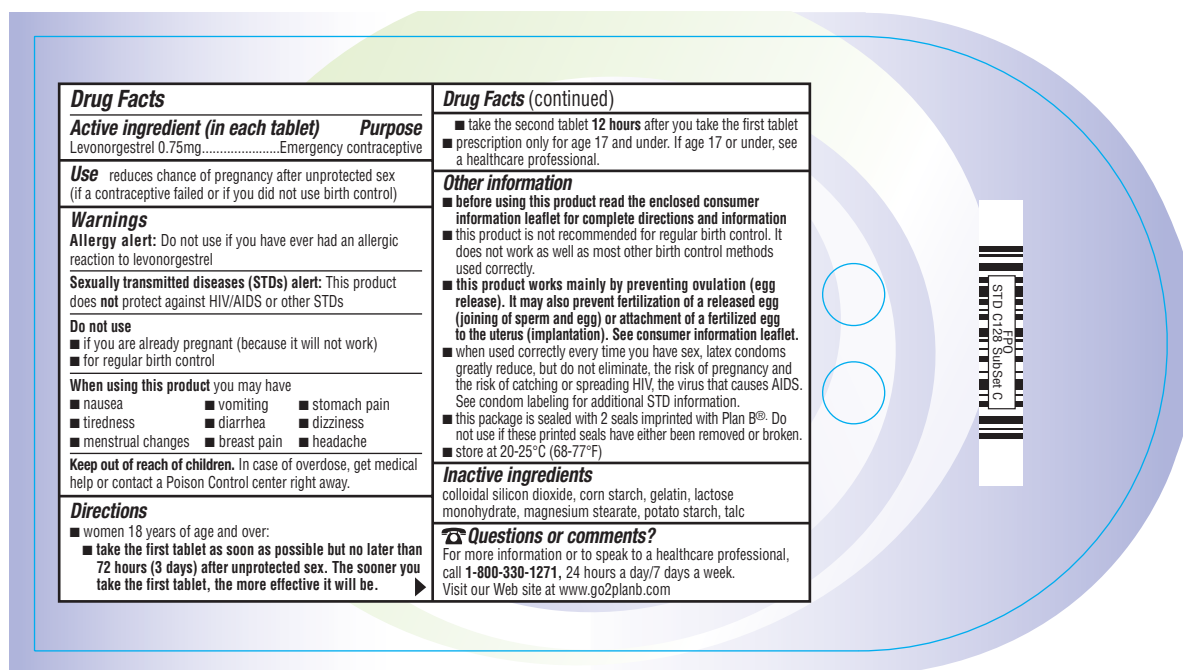 Drug Facts
Active ingredient (in each tablet) Purpose
Levonorgestrel 0.75mg......................Emergency contraceptive
Use reduces chance of pregnancy after unprotected sex
(if a contraceptive failed or if you did not use birth control)
Warnings
Allergy alert: Do not use if you have ever had an allergic
reaction to levonorgestrel
Sexually transmitted diseases (STDs) alert: This product
does not protect against HIV/AIDS or other STDs
Do not use
■ if you are already pregnant (because it will not work)
■ for regular birth control
When using this product you may have
■ nausea ■ vomiting ■ stomach pain
■ tiredness ■ diarrhea ■ dizziness
■ menstrual changes ■ breast pain ■ headache
Keep out of reach of children. In case of overdose, get medical
help or contact a Poison Control center right away.
Directions
■ women 18 years of age and over:
■ take the first tablet as soon as possible but no later than
72 hours (3 days) after unprotected sex. The sooner you
take the first tablet, the more effective it will be.
Drug Facts (continued)
■ take the second tablet 12 hours after you take the first tablet
■ prescription only for age 17 and under. If age 17 or under, see
a healthcare professional.
Other information
■ before using this product read the enclosed consumer
information leaflet for complete directions and information
■ this product is not recommended for regular birth control. It
does not work as well as most other birth control methods
used correctly.
■ this product works mainly by preventing ovulation (egg
release). It may also prevent fertilization of a released egg
(joining of sperm and egg) or attachment of a fertilized egg
to the uterus (implantation). See consumer information leaflet.
■ when used correctly every time you have sex, latex condoms
greatly reduce, but do not eliminate, the risk of pregnancy and
the risk of catching or spreading HIV, the virus that causes AIDS.
See condom labeling for additional STD information.
■ this package is sealed with 2 seals imprinted with Plan B®. Do
not use if these printed seals have either been removed or broken.
■ store at 20-25°C (68-77°F)
Inactive ingredients
colloidal silicon dioxide, corn starch, gelatin, lactose
monohydrate, magnesium stearate, potato starch, talc
☎ Questions or comments?
For more information or to speak to a healthcare professional,
call 1-800-330-1271, 24 hours a day/7 days a week.
Visit our Web site at www.go2planb.com
FPO
STD C128 SubSet C